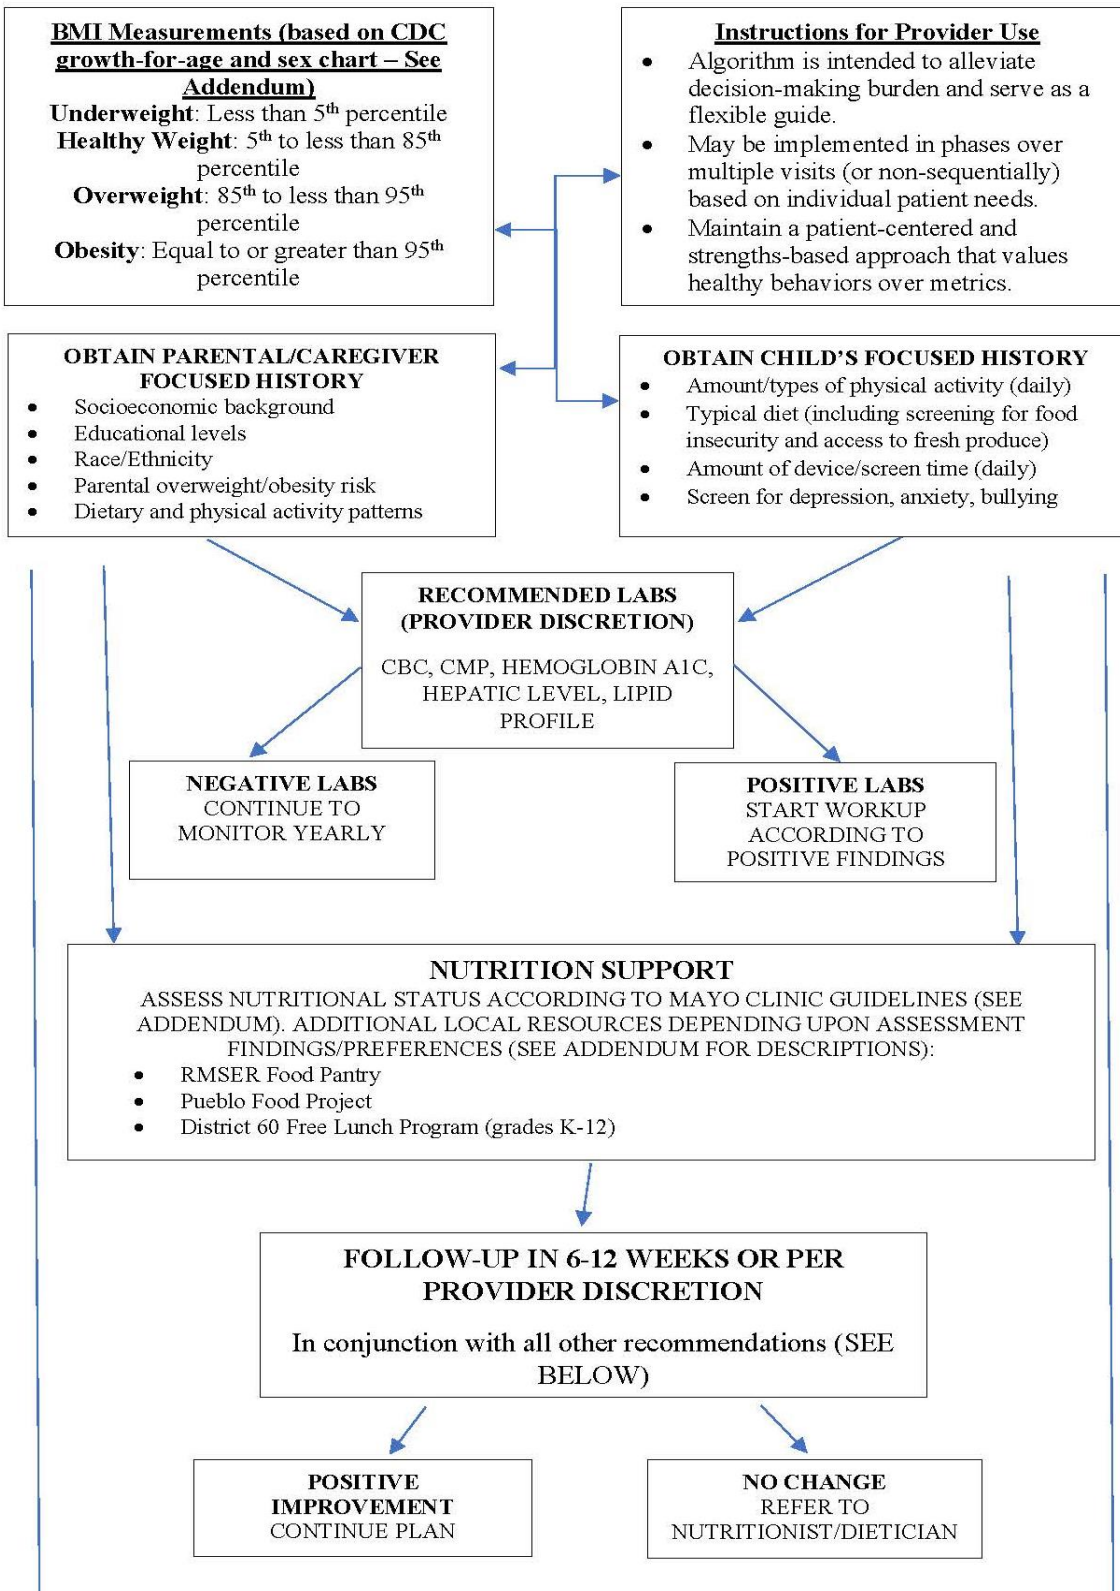 BMI Measurements (based on CDC
growth-for-age and sex chart – See
Addendum)
Underweight: Less than 5th percentile
Healthy Weight: 5th to less than 85th
percentile
Overweight: 85th to less than 95th
percentile
Obesity: Equal to or greater than 95th
percentile
Instructions for Provider Use
• Algorithm is intended to alleviate
decision-making burden and serve as a
flexible guide.
• May be implemented in phases over
multiple visits (or non-sequentially)
based on individual patient needs.
• Maintain a patient-centered and
strengths-based approach that values
healthy behaviors over metrics.
OBTAIN PARENTAL/CAREGIVER
FOCUSED HISTORY
• Socioeconomic background
• Educational levels
• Race/Ethnicity
• Parental overweight/obesity risk
• Dietary and physical activity patterns
OBTAIN CHILD'S FOCUSED HISTORY
• Amount/types of physical activity (daily)
• Typical diet (including screening for food
insecurity and access to fresh produce)
• Amount of device/screen time (daily)
• Screen for depression, anxiety, bullying
RECOMMENDED LABS
(PROVIDER DISCRETION)
CBC, CMP, HEMOGLOBIN A1C,
HEPATIC LEVEL, LIPID
PROFILE
NEGATIVE LABS
CONTINUE TO
MONITOR YEARLY
POSITIVE LABS
START WORKUP
ACCORDING TO
POSITIVE FINDINGS
NUTRITION SUPPORT
ASSESS NUTRITIONAL STATUS ACCORDING TO MAYO CLINIC GUIDELINES (SEE
ADDENDUM). ADDITIONAL LOCAL RESOURCES DEPENDING UPON ASSESSMENT
FINDINGS/PREFERENCES (SEE ADDENDUM FOR DESCRIPTIONS):
• RMSER Food Pantry
• Pueblo Food Project
• District 60 Free Lunch Program (grades K-12)
FOLLOW-UP IN 6-12 WEEKS OR PER
PROVIDER DISCRETION
In conjunction with all other recommendations (SEE
BELOW)
POSITIVE
IMPROVEMENT
CONTINUE PLAN
NO CHANGE
REFER TO
NUTRITIONIST/DIETICIAN